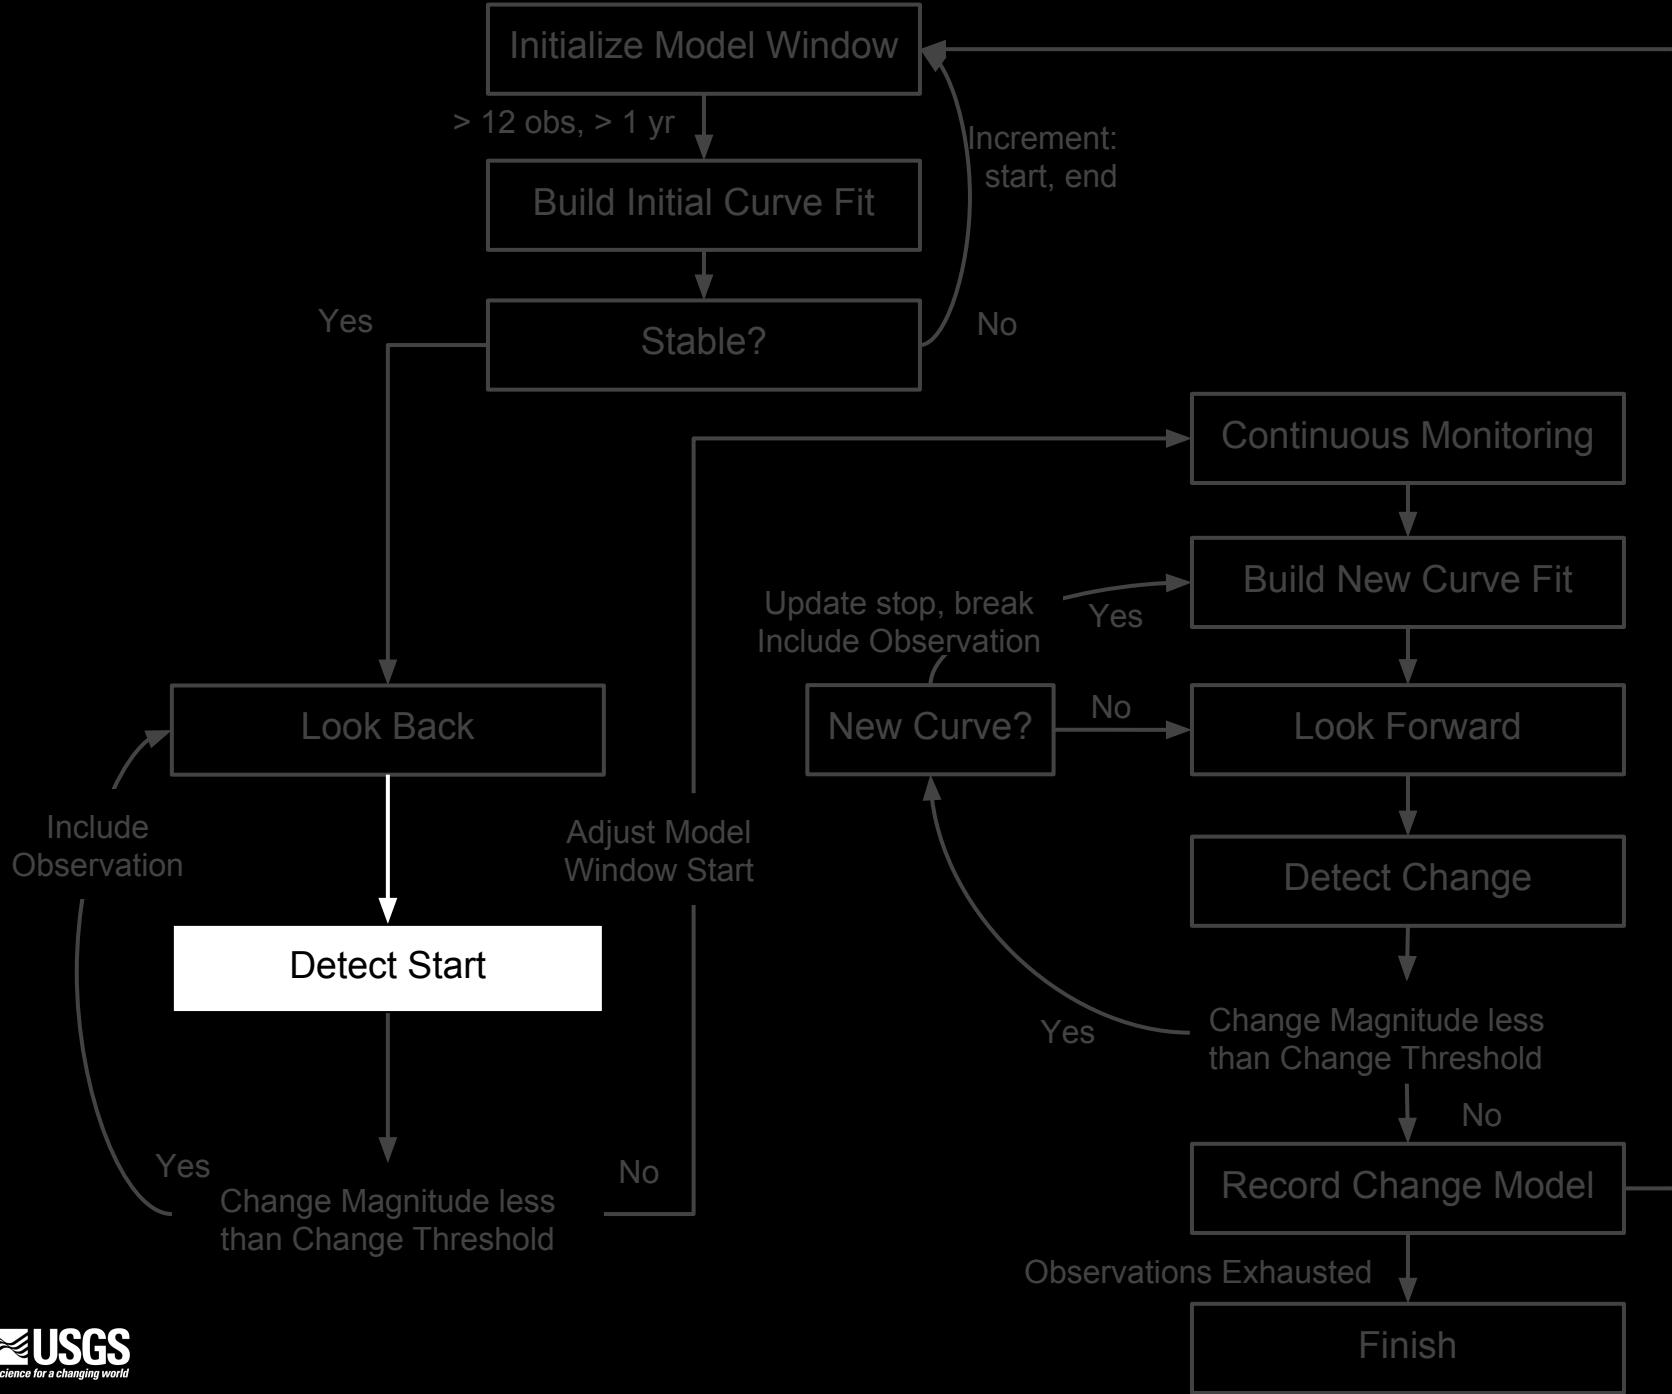 Initialize Model Window
> 12 obs, > 1 yr
Increment:
start, end
Build Initial Curve Fit
Yes
Stable?
No
Continuous Monitoring
Build New Curve Fit
Update stop, break
Include Observation
Yes
Look Back
New Curve?
No
Look Forward
Include
Observation
Adjust Model
Window Start
Detect Change
Detect Start
Yes
Change Magnitude less
than Change Threshold
No
Yes
No
Change Magnitude less
than Change Threshold
Record Change Model
Observations Exhausted
Finish
USGS
science for a changing world